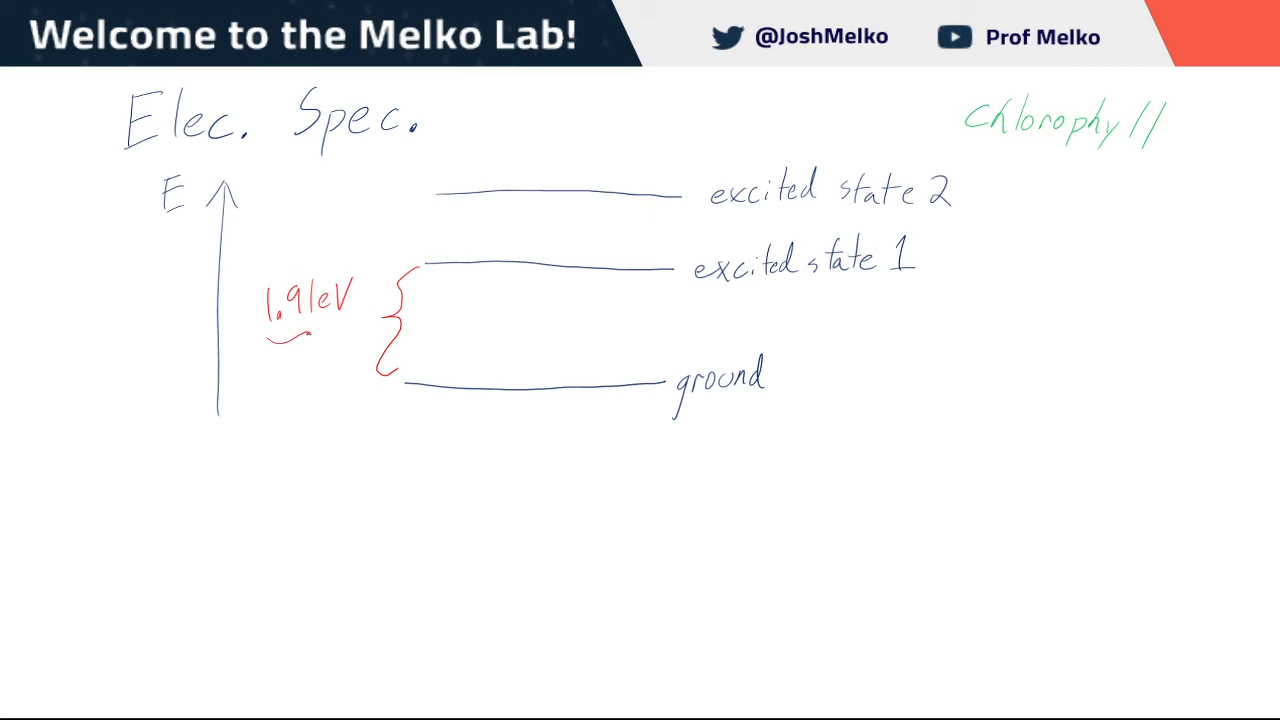 Welcome to the Melko Lab!
@JoshMelko
Prof Melko
Elec. Spec.
Chlorophyll
E
excited state 2
excited state 1
1.91eV
ground